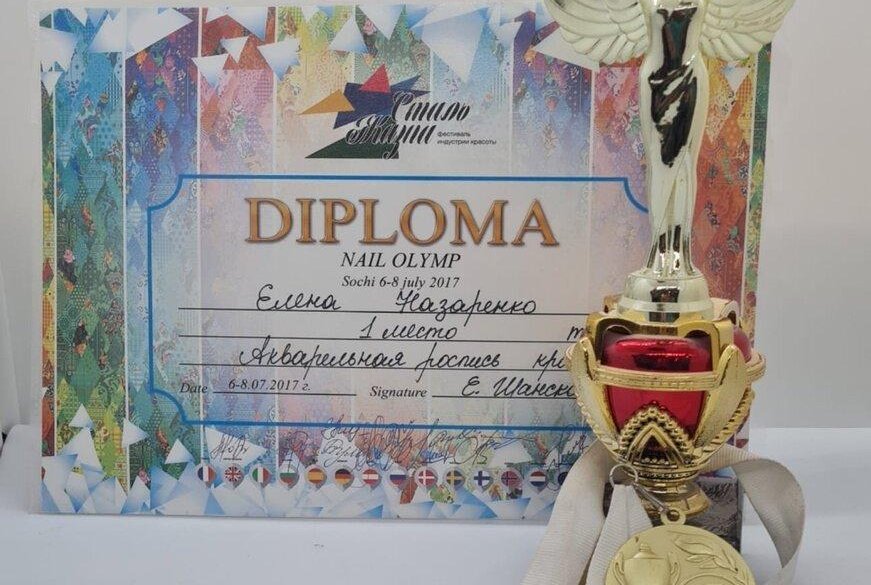 Стиль
Жизни
фестиваль
индустрии красоты
DIPLOMA
NAIL OLYMP
Sochi 6-8 july 2017
Елена Назаренко
1 место
Акварельная роспись
Date 6-8.07.2017 г. Signature Е.